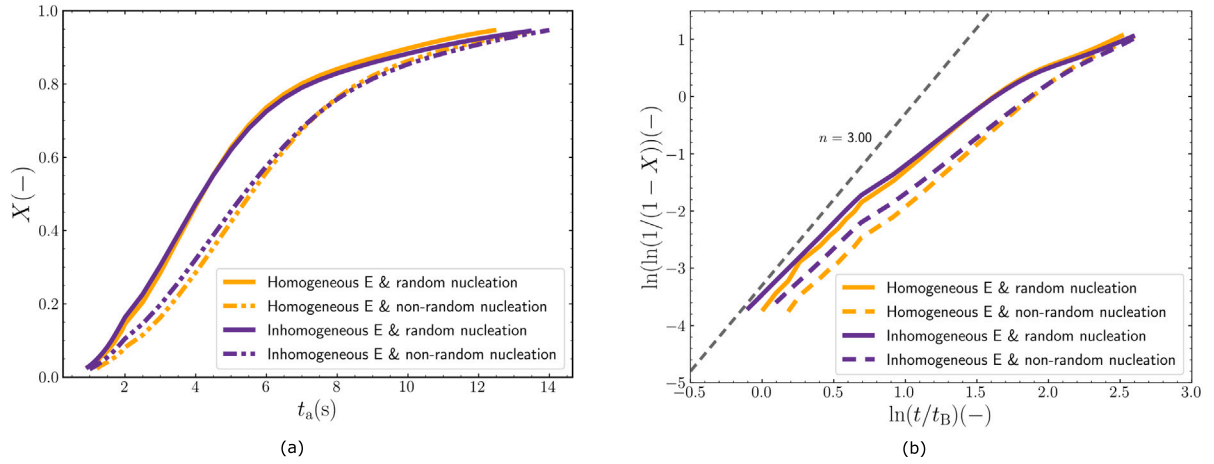 1.0
0.8
0.6
0.4
0.2
0.0
X(−)
2 4 6 8 10 12 14
t_a(s)
Homogeneous E & random nucleation
Homogeneous E & non-random nucleation
Inhomogeneous E & random nucleation
Inhomogeneous E & non-random nucleation
(a)
1
0
−1
−2
−3
−4
−5
ln(ln(1/(1 − X))(−)
n = 3.00
−0.5 0.0 0.5 1.0 1.5 2.0 2.5 3.0
ln(t/t_B)(−)
Homogeneous E & random nucleation
Homogeneous E & non-random nucleation
Inhomogeneous E & random nucleation
Inhomogeneous E & non-random nucleation
(b)